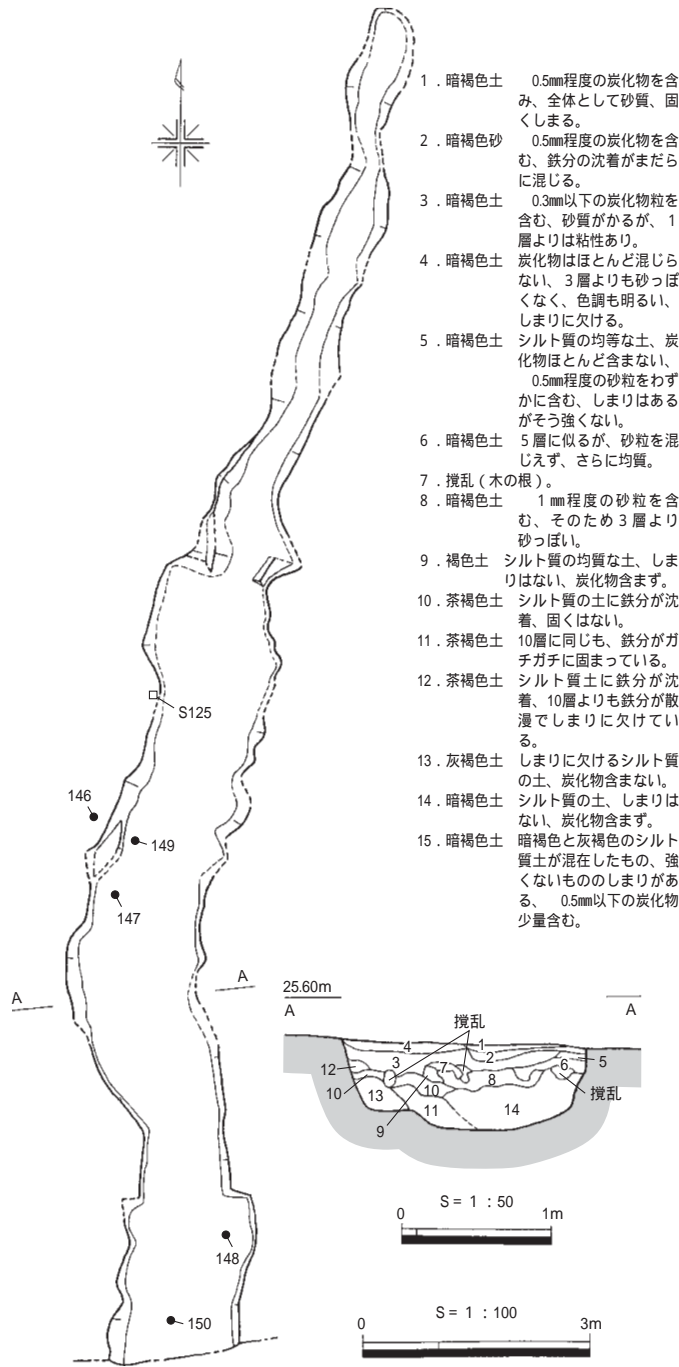 1．暗褐色土　0.5㎜程度の炭化物を含
み、全体として砂質、固
くしまる。
2．暗褐色砂　0.5㎜程度の炭化物を含
む、鉄分の沈着がまだら
に混じる。
3．暗褐色土　0.3㎜以下の炭化物粒を
含む、砂質がかるが、1
層よりは粘性あり。
4．暗褐色土　炭化物はほとんど混じら
ない、3層よりも砂っぽ
くなく、色調も明るい、
しまりに欠ける。
5．暗褐色土　シルト質の均等な土、炭
化物ほとんど含まない、
0.5㎜程度の砂粒をわず
かに含む、しまりはある
がそう強くない。
6．暗褐色土　5層に似るが、砂粒を混
じえず、さらに均質。
7．撹乱（木の根）。
8．暗褐色土　1㎜程度の砂粒を含
む、そのため3層より
砂っぽい。
9．褐色土　シルト質の均質な土、しま
りはない、炭化物含まず。
10．茶褐色土　シルト質の土に鉄分が沈
着、固くはない。
11．茶褐色土　10層に同じも、鉄分がガ
チガチに固まっている。
12．茶褐色土　シルト質土に鉄分が沈
着、10層よりも鉄分が散
漫でしまりに欠けてい
る。
13．灰褐色土　しまりに欠けるシルト質
の土、炭化物含まない。
14．暗褐色土　シルト質の土、しまりは
ない、炭化物含まず。
15．暗褐色土　暗褐色と灰褐色のシルト
質土が混在したもの、強
くないもののしまりがあ
る、0.5㎜以下の炭化物
少量含む。
S125
146
149
147
A
A
148
150
25.60m
A
A
撹乱
1
4
2
3
7
5
6
12
10
8
10
13
11
14
9
撹乱
S = 1 : 50
0
1m
S = 1 : 100
0
3m